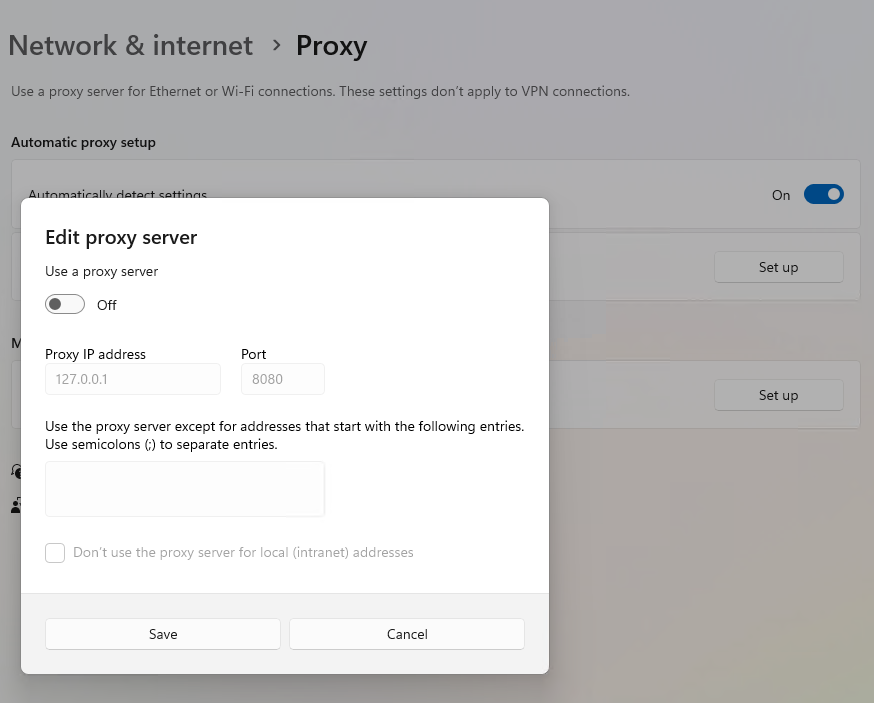 Network & internet > Proxy
Use a proxy server for Ethernet or Wi-Fi connections. These settings don't apply to VPN connections.
Automatic proxy setup
Automatically detect settings
On
Set up
Edit proxy server
Use a proxy server
Off
Proxy IP address
Port
127.0.0.1
8080
Set up
Use the proxy server except for addresses that start with the following entries.
Use semicolons (;) to separate entries.
Don't use the proxy server for local (intranet) addresses
Save
Cancel